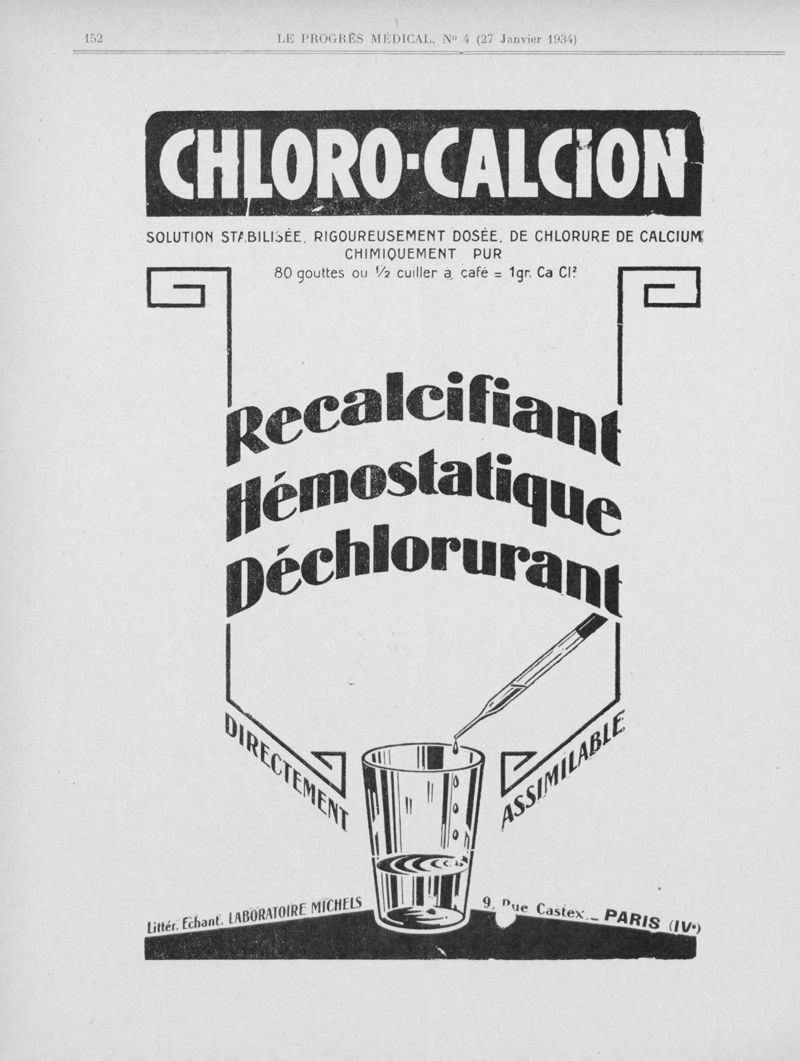 152
LE PROGRÈS MÉDICAL, No 4 (27 Janvier 1934)
CHLORO-CALCION
SOLUTION STABILISÉE, RIGOUREUSEMENT DOSÉE, DE CHLORURE DE CALCIUM
CHIMIQUEMENT PUR
80 gouttes ou ½ cuiller a café = 1gr. Ca Cl²
Recalcifiant
Hémostatique
Déchlorurant
DIRECTEMENT
ASSIMILABLE
Littér. Echant. LABORATOIRE MICHELS 9, Rue Castex _ PARIS (IVe)